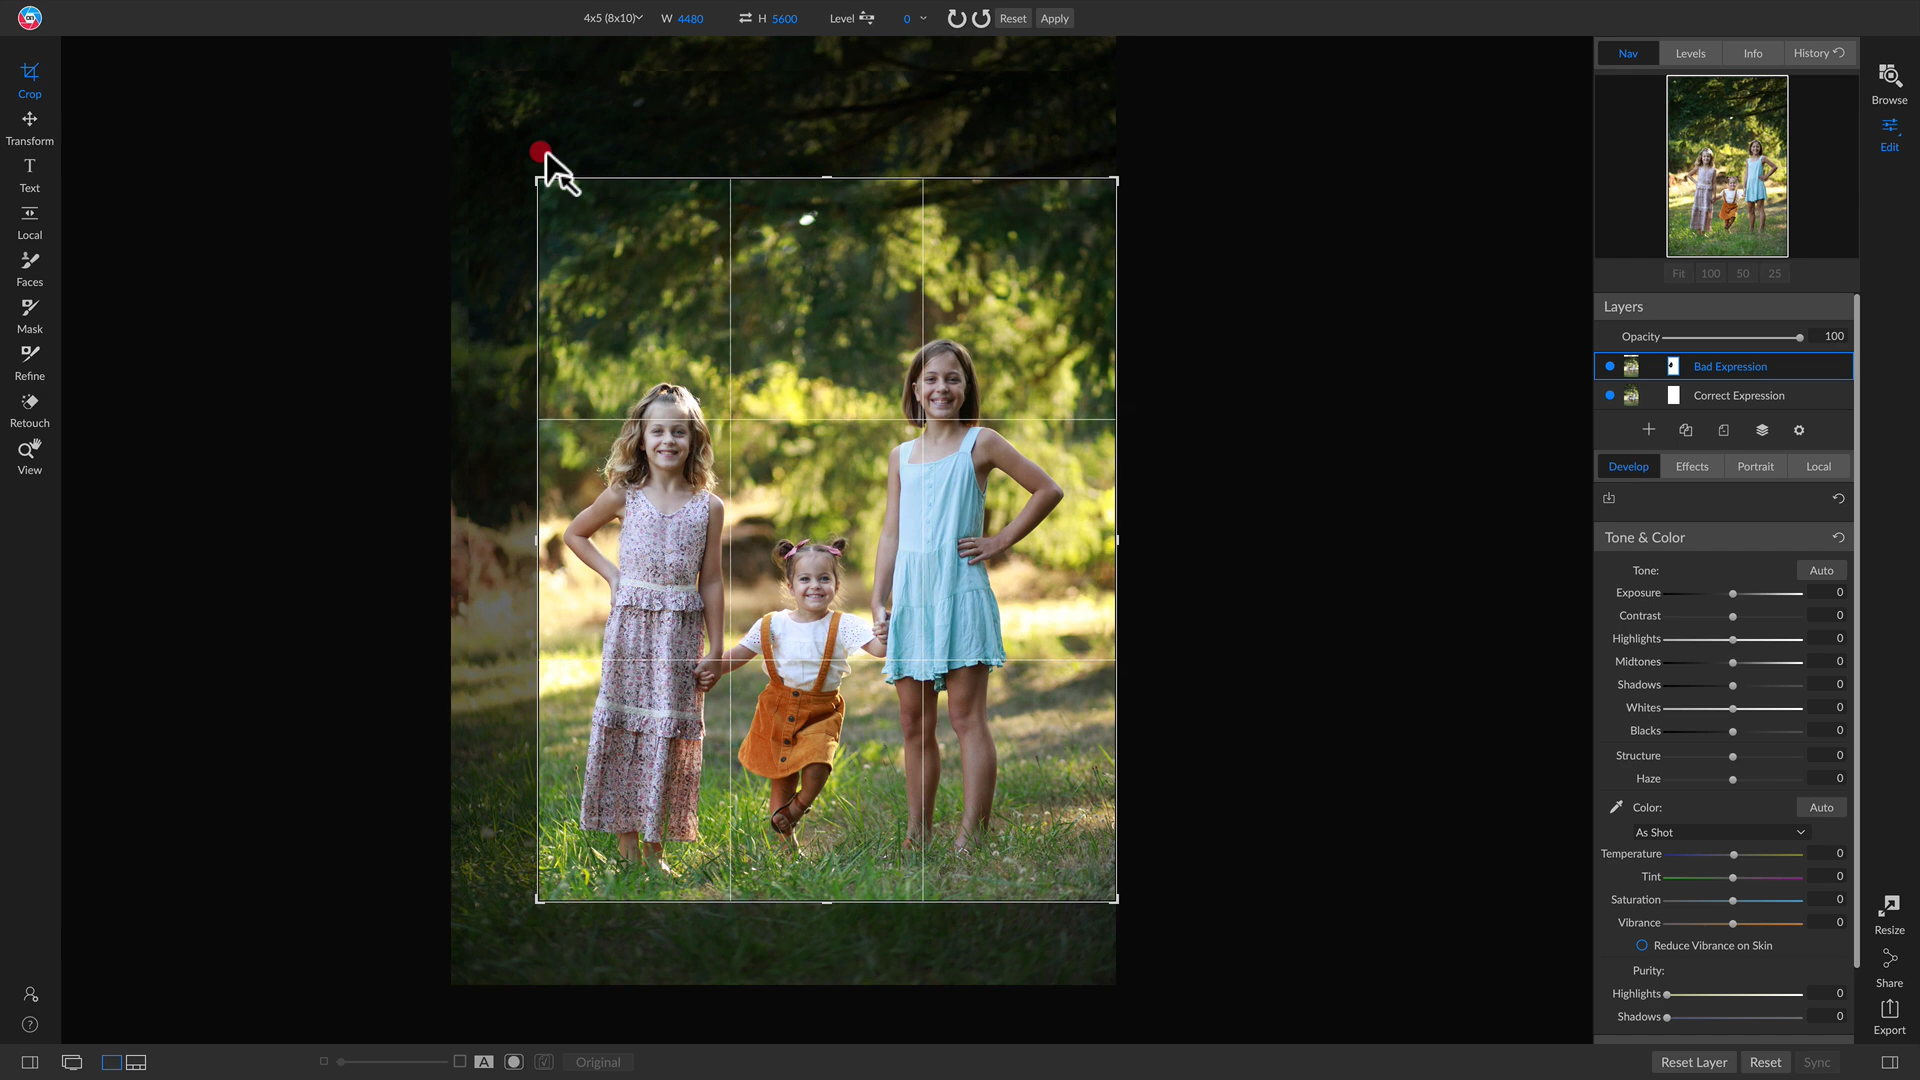 4x5 (8x10) W 4480 H 5600 Level 0 Reset Apply
Crop
Transform
T
Text
Local
Faces
Mask
Refine
Retouch
View
Nav Levels Info History
Fit 100 50 25
Browse
Edit
Layers
Opacity 100
Bad Expression
Correct Expression
Develop Effects Portrait Local
Tone & Color
Tone: Auto
Exposure 0
Contrast 0
Highlights 0
Midtones 0
Shadows 0
Whites 0
Blacks 0
Structure 0
Haze 0
Color: Auto
As Shot
Temperature 0
Tint 0
Saturation 0
Vibrance 0
Reduce Vibrance on Skin
Purity:
Highlights 0
Shadows 0
Resize
Share
Export
?
A Original
Reset Layer Reset Sync